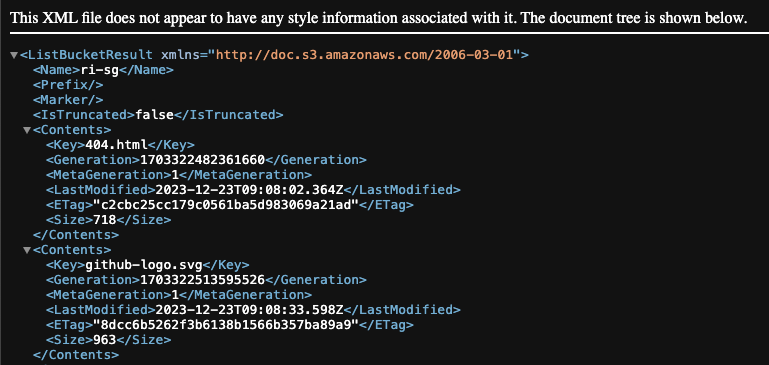 This XML file does not appear to have any style information associated with it. The document tree is shown below.
▼<ListBucketResult xmlns="http://doc.s3.amazonaws.com/2006-03-01">
<Name>ri-sg</Name>
<Prefix/>
<Marker/>
<IsTruncated>false</IsTruncated>
▼<Contents>
<Key>404.html</Key>
<Generation>1703322482361660</Generation>
<MetaGeneration>1</MetaGeneration>
<LastModified>2023-12-23T09:08:02.364Z</LastModified>
<ETag>"c2cbc25cc179c0561ba5d983069a21ad"</ETag>
<Size>718</Size>
</Contents>
▼<Contents>
<Key>github-logo.svg</Key>
<Generation>1703322513595526</Generation>
<MetaGeneration>1</MetaGeneration>
<LastModified>2023-12-23T09:08:33.598Z</LastModified>
<ETag>"8dcc6b5262f3b6138b1566b357ba89a9"</ETag>
<Size>963</Size>
</Contents>